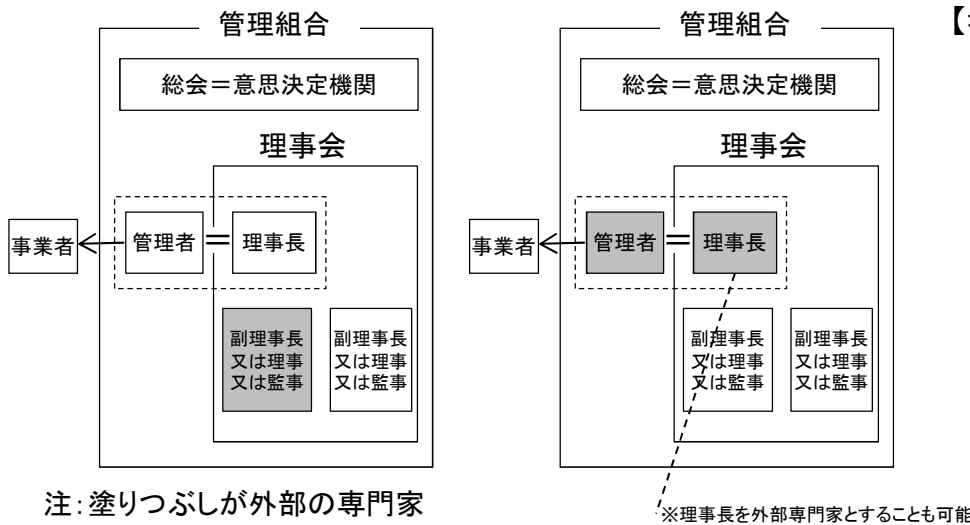 管理組合
総会=意思決定機関
理事会
事業者
管理者
=
理事長
副理事長
又は理事
又は監事
副理事長
又は理事
又は監事
注:塗りつぶしが外部の専門家
【
管理組合
総会=意思決定機関
理事会
事業者
管理者
=
理事長
副理事長
又は理事
又は監事
副理事長
又は理事
又は監事
※理事長を外部専門家とすることも可能